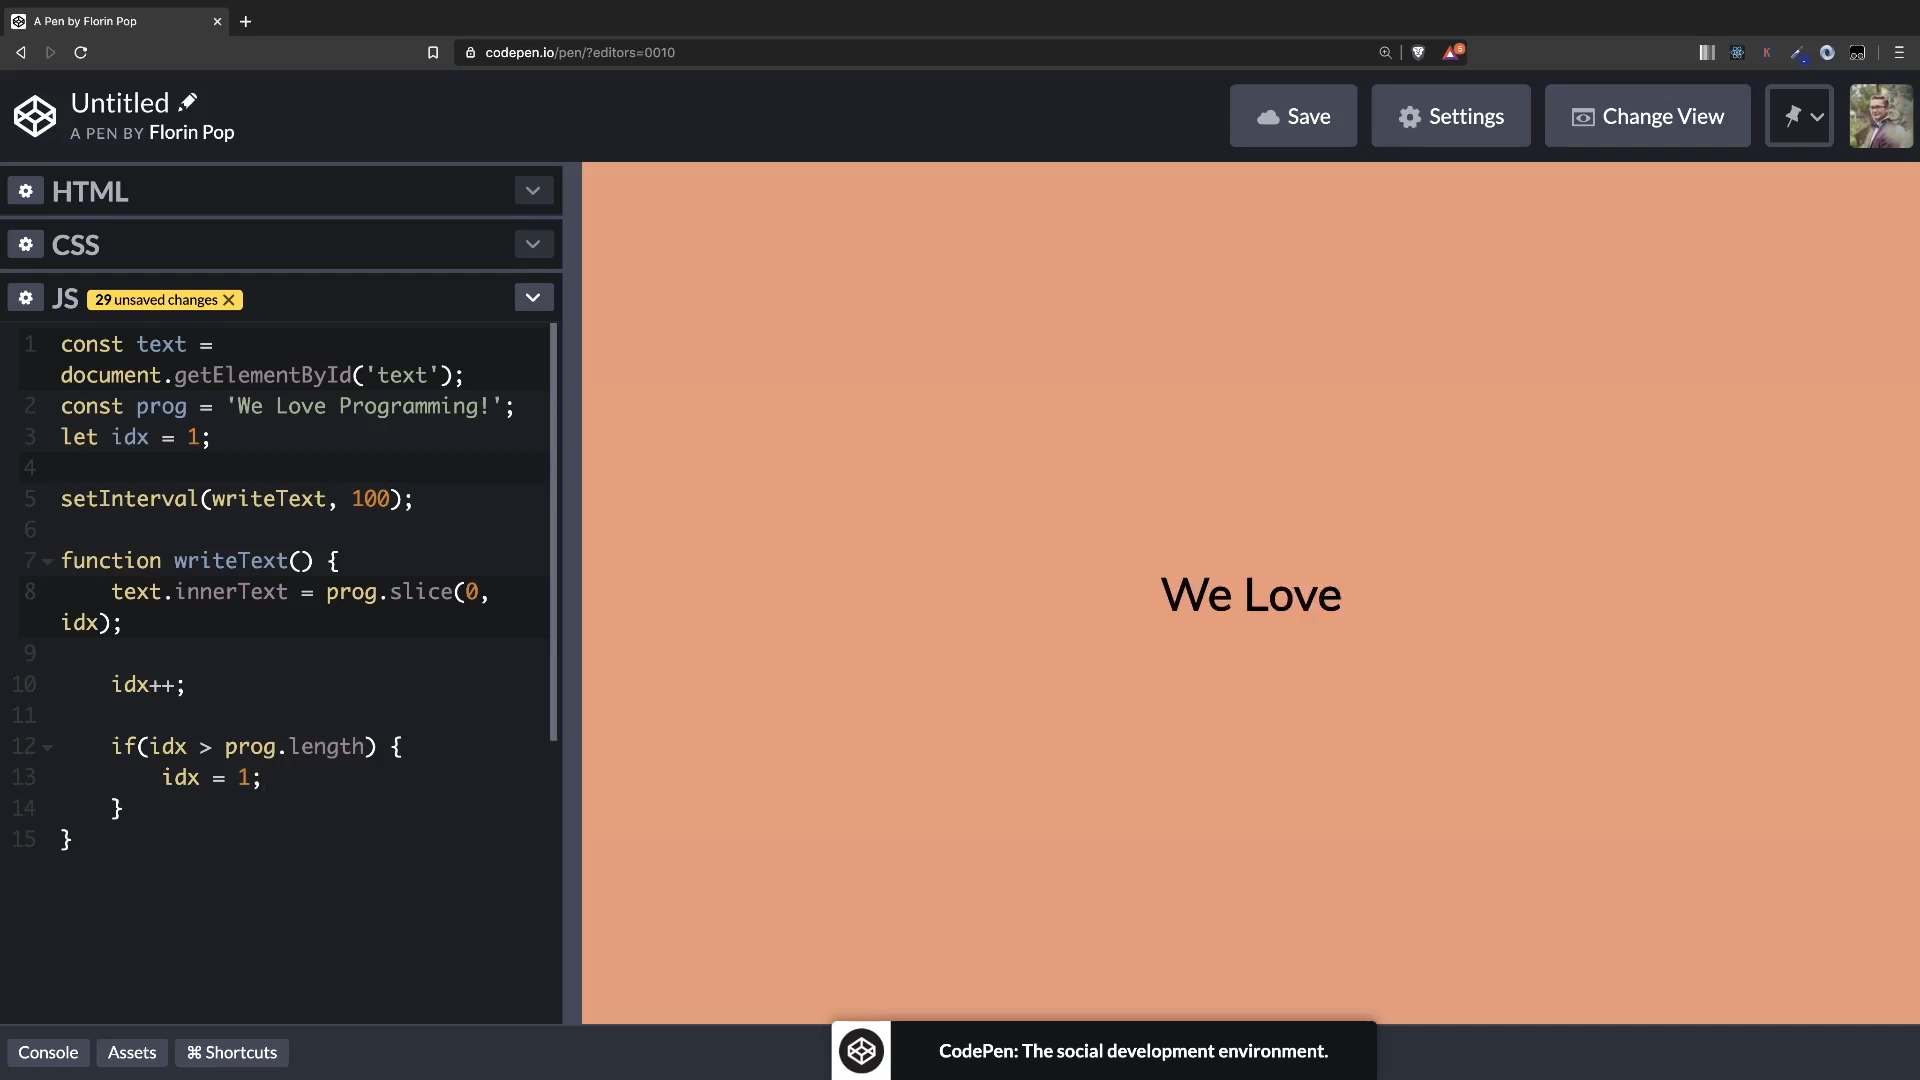 A Pen by Florin Pop
codepen.io/pen/?editors=0010
5
K
Untitled
A PEN BY Florin Pop
Save
Settings
Change View
HTML
CSS
JS
29 unsaved changes
1 const text =
document.getElementById('text');
2 const prog = 'We Love Programming!';
3 let idx = 1;
4
5 setInterval(writeText, 100);
6
7 function writeText() {
8 text.innerText = prog.slice(0,
idx);
9
10 idx++;
11
12 if(idx > prog.length) {
13 idx = 1;
14 }
15 }
We Love
Console
Assets
⌘ Shortcuts
CodePen: The social development environment.